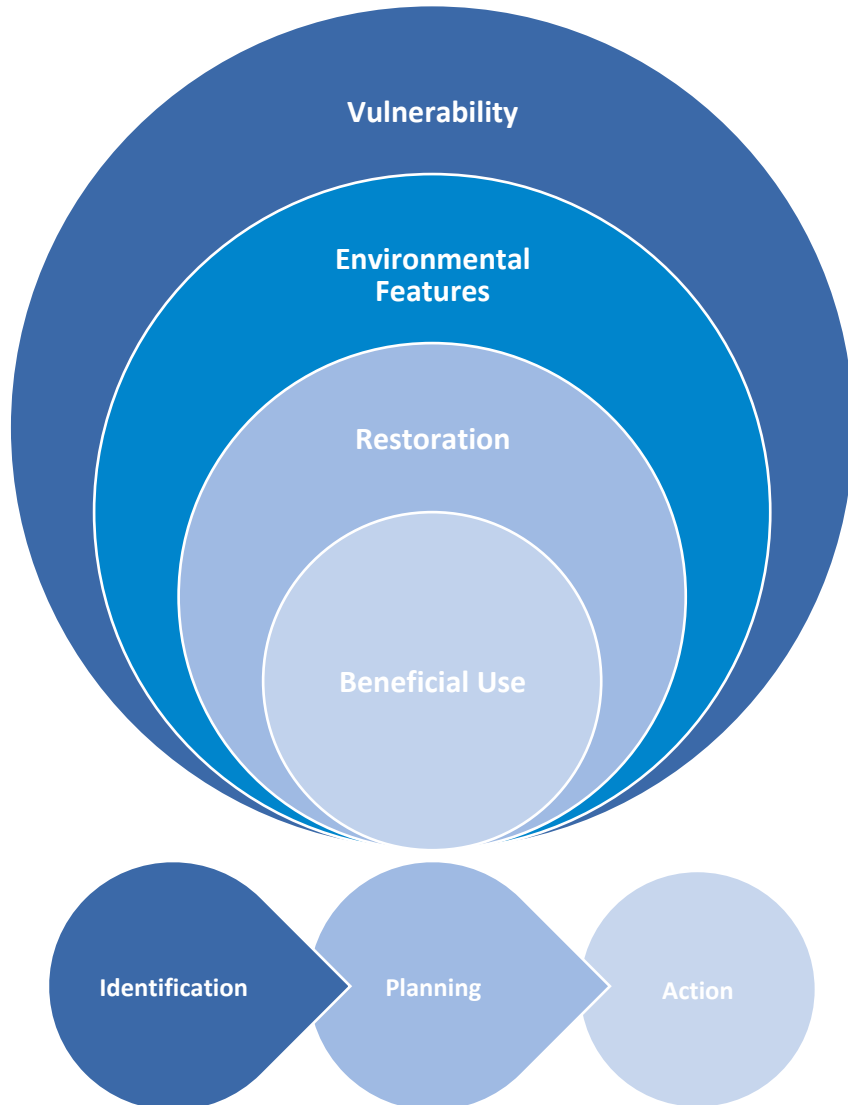 Vulnerability
Environmental
Features
Restoration
Beneficial Use
Identification
Planning
Action